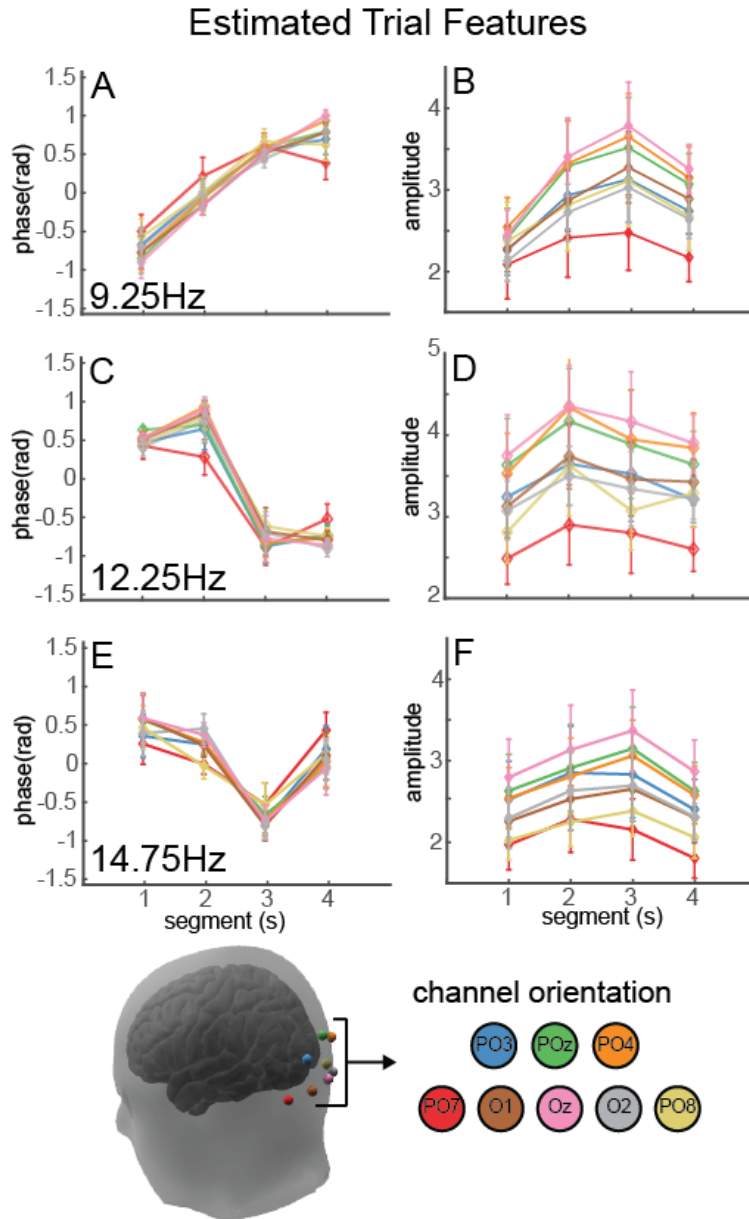 Estimated Trial Features
A
phase(rad)
1.5
1
0.5
0
-0.5
-1
-1.5
9.25Hz
B
amplitude
4
3
2
C
phase(rad)
1.5
1
0.5
0
-0.5
-1
-1.5
12.25Hz
D
amplitude
5
4
3
2
E
phase(rad)
1.5
1
0.5
0
-0.5
-1
-1.5
14.75Hz
1 2 3 4
segment (s)
F
amplitude
4
3
2
1 2 3 4
segment (s)
channel orientation
PO3 POz PO4
PO7 O1 Oz O2 PO8